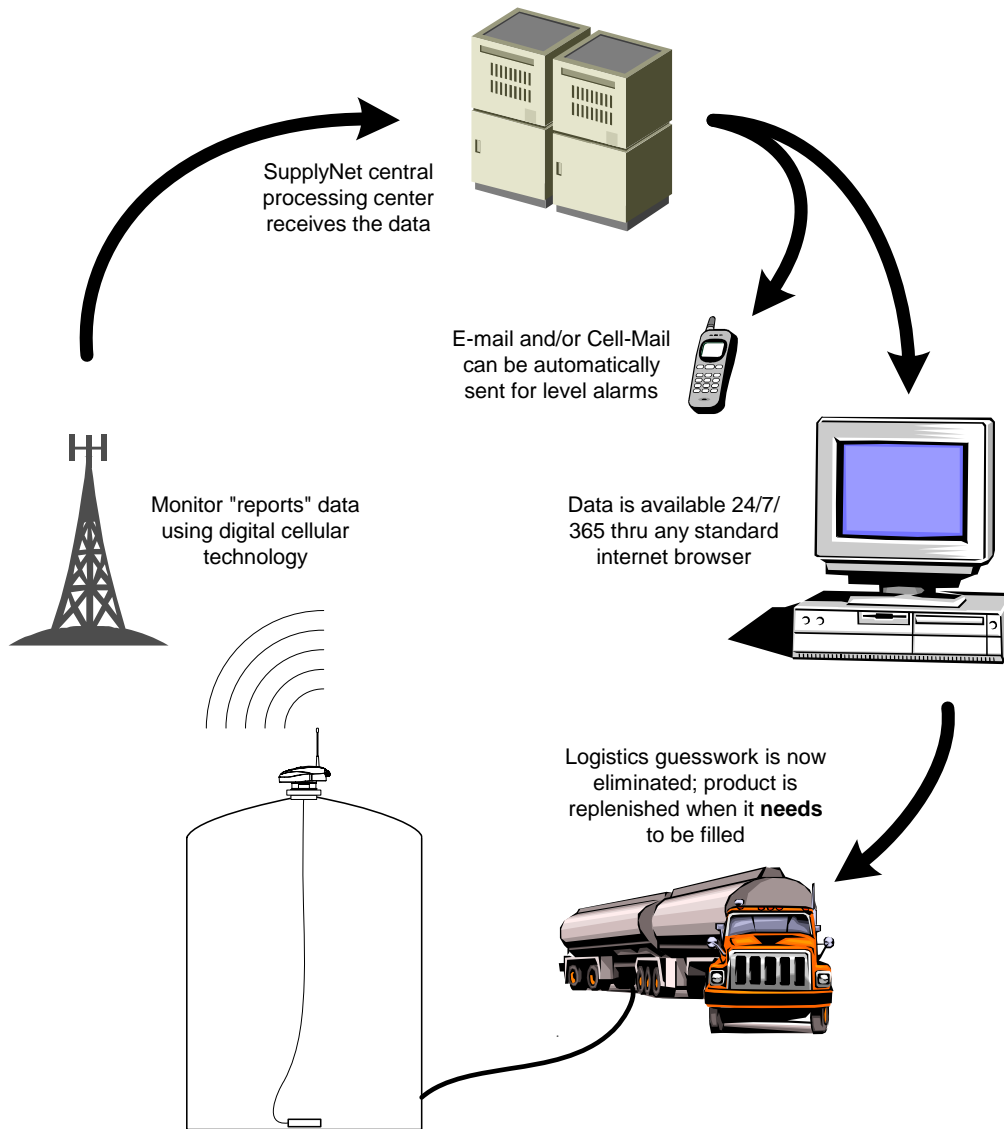 SupplyNet central
processing center
receives the data
E-mail and/or Cell-Mail
can be automatically
sent for level alarms
Monitor "reports" data
using digital cellular
technology
Data is available 24/7/
365 thru any standard
internet browser
Logistics guesswork is now
eliminated; product is
replenished when it needs
to be filled